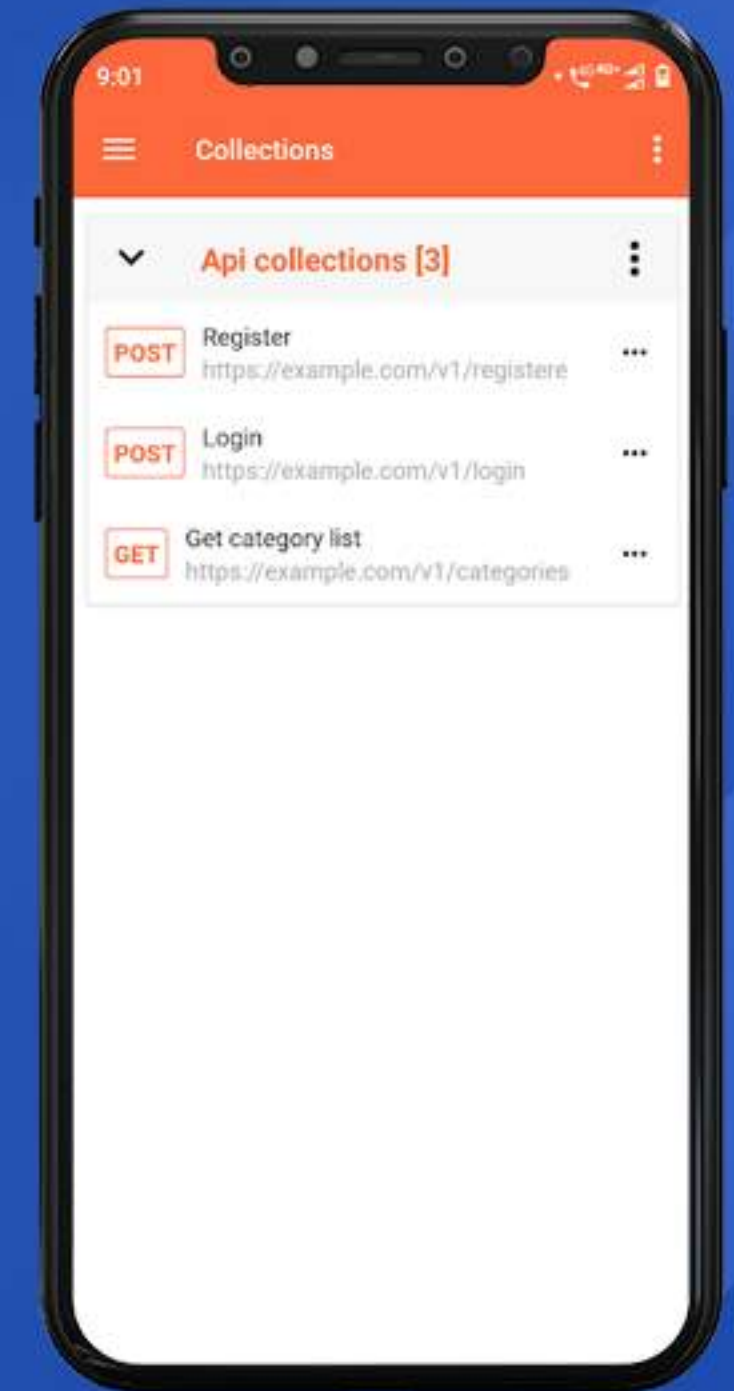 9:01
Collections
Api collections [3]
POST
Register
https://example.com/v1/registere
POST
Login
https://example.com/v1/login
GET
Get category list
https://example.com/v1/categories